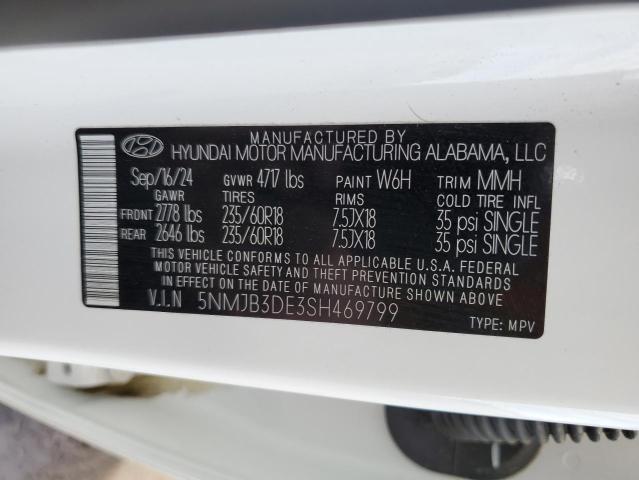 MANUFACTURED BY
HYUNDAI MOTOR MANUFACTURING ALABAMA, LLC
Sep/16/24 GVWR 4717 lbs PAINT W6H TRIM MMH
GAWR TIRES RIMS COLD TIRE INFL
FRONT 2778 lbs 235/60R18 7.5JX18 35 psi SINGLE
REAR 2646 lbs 235/60R18 7.5JX18 35 psi SINGLE
THIS VEHICLE CONFORMS TO ALL APPLICABLE U.S.A. FEDERAL
MOTOR VEHICLE SAFETY AND THEFT PREVENTION STANDARDS
IN EFFECT ON THE DATE OF MANUFACTURE SHOWN ABOVE
V.I.N 5NMJB3DE3SH469799
TYPE: MPV